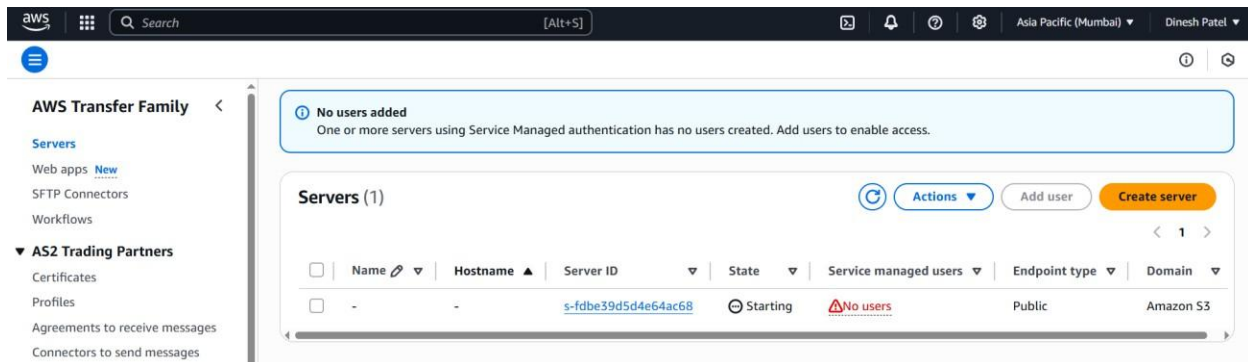 aws Search [Alt+S] Asia Pacific (Mumbai) Dinesh Patel
AWS Transfer Family
Servers
Web apps New
SFTP Connectors
Workflows
AS2 Trading Partners
Certificates
Profiles
Agreements to receive messages
Connectors to send messages
No users added
One or more servers using Service Managed authentication has no users created. Add users to enable access.
Servers (1) Actions Add user Create server
1
Name Hostname Server ID State Service managed users Endpoint type Domain
- - s-fdbe39d5d4e64ac68 Starting No users Public Amazon S3